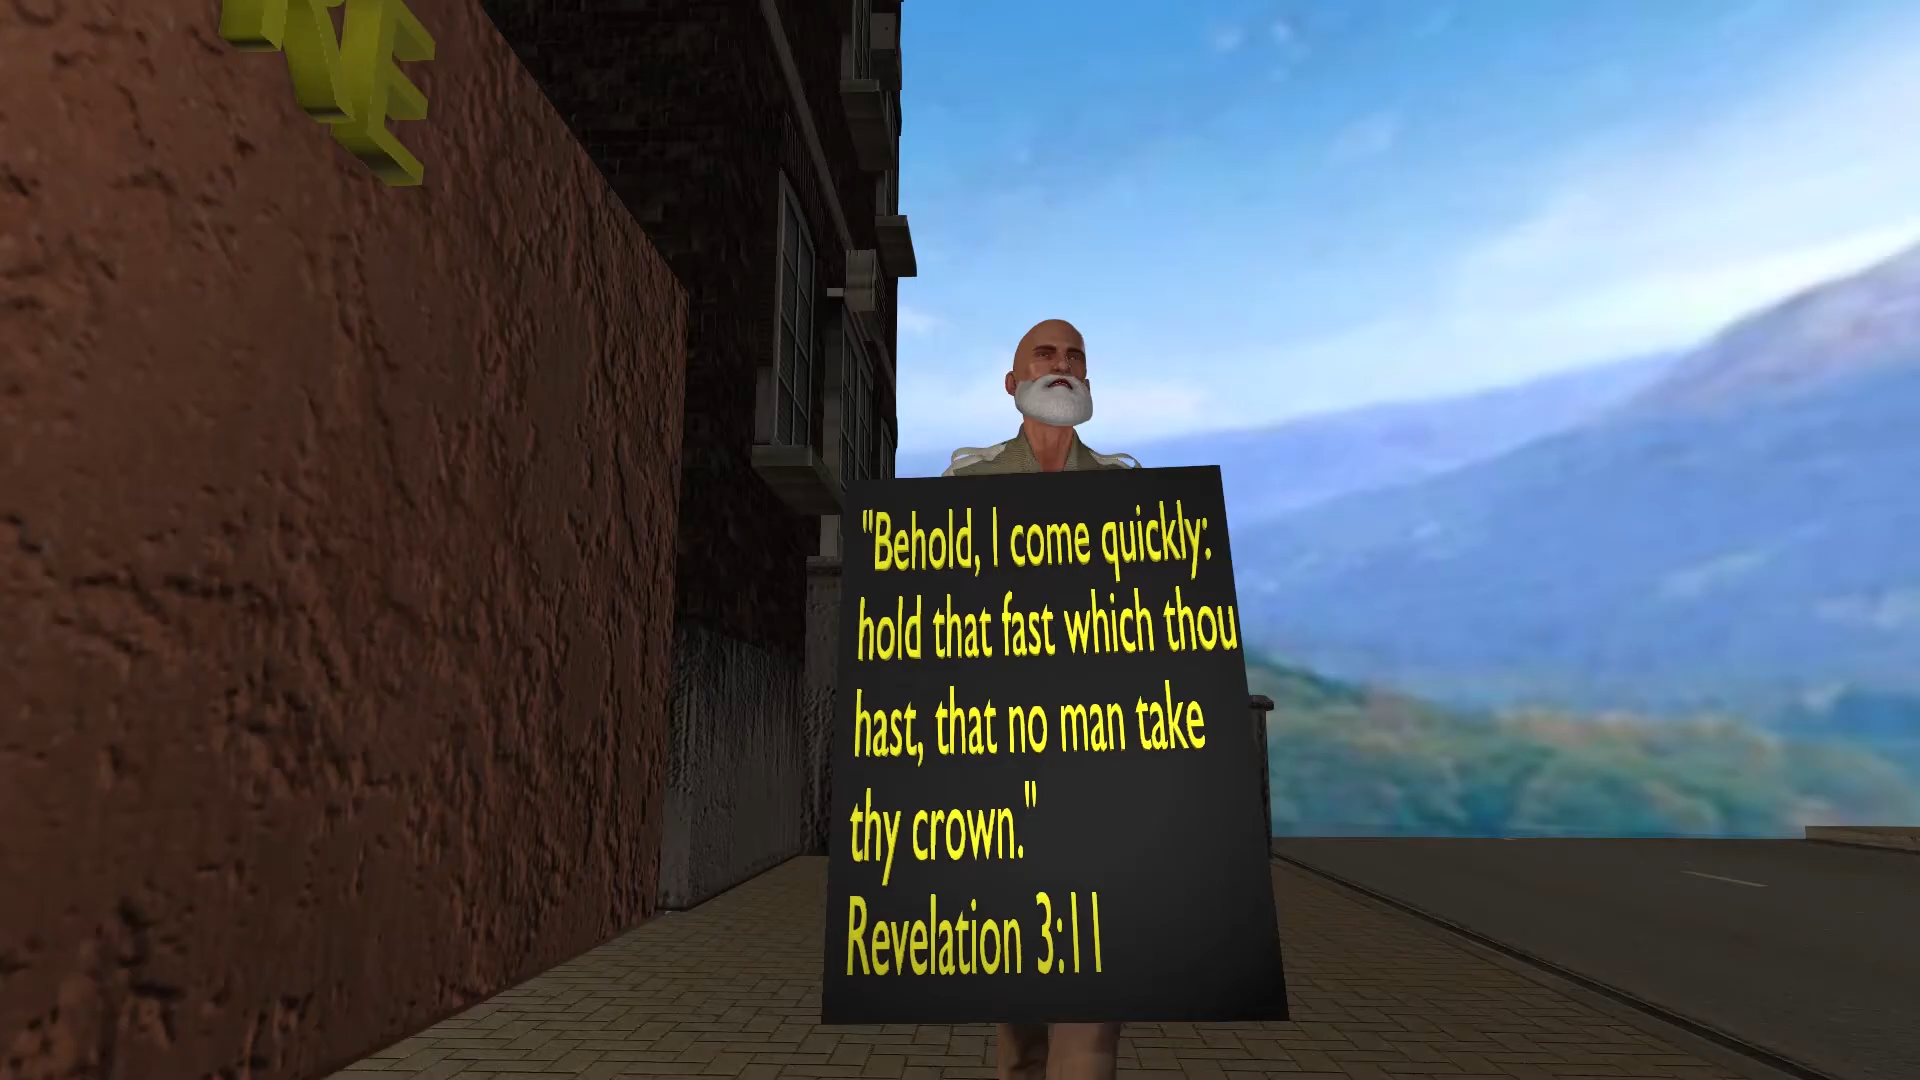 "Behold, I come quickly:
hold that fast which thou
hast, that no man take
thy crown."
Revelation 3:11